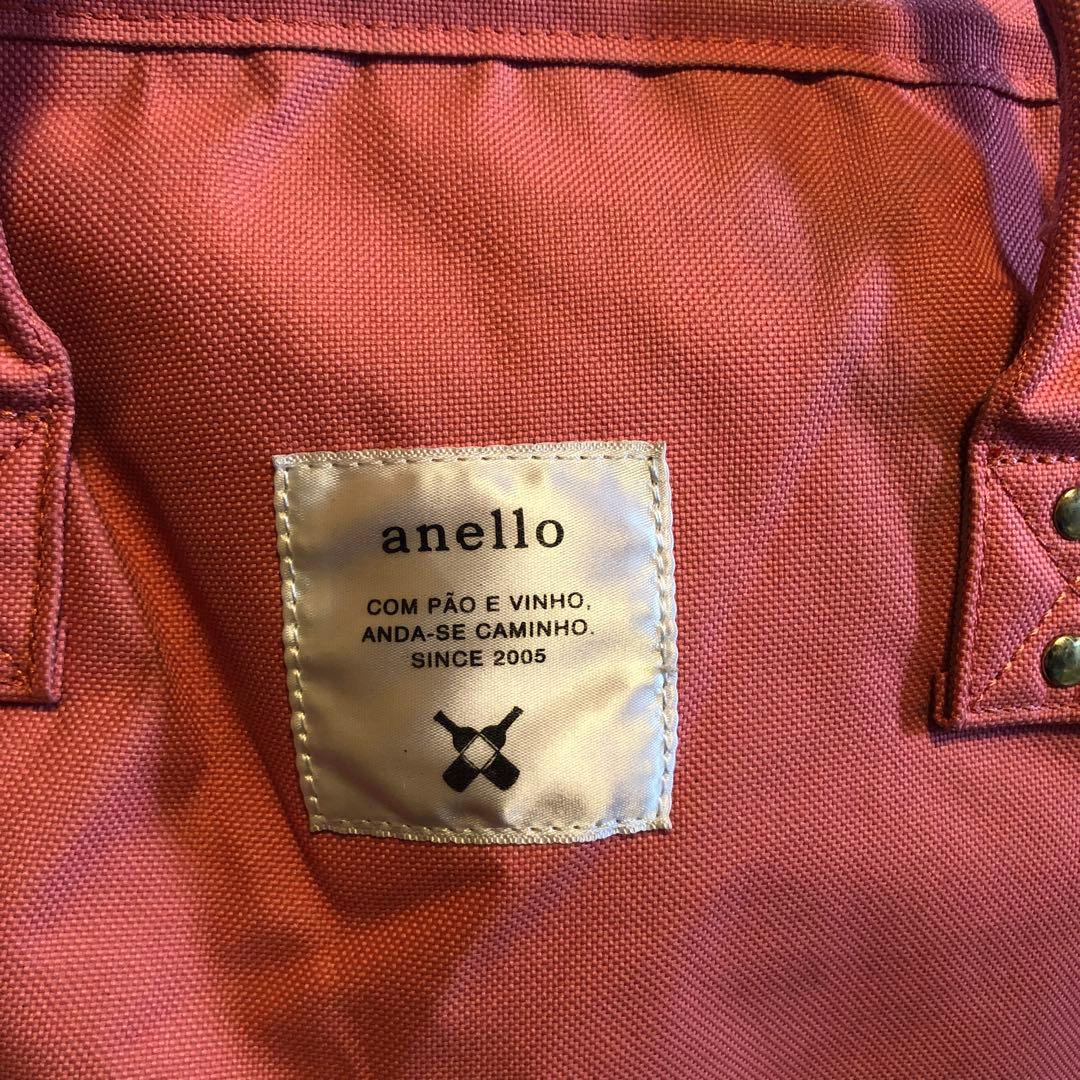 anello
COM PÃO E VINHO,
ANDA-SE CAMINHO.
SINCE 2005